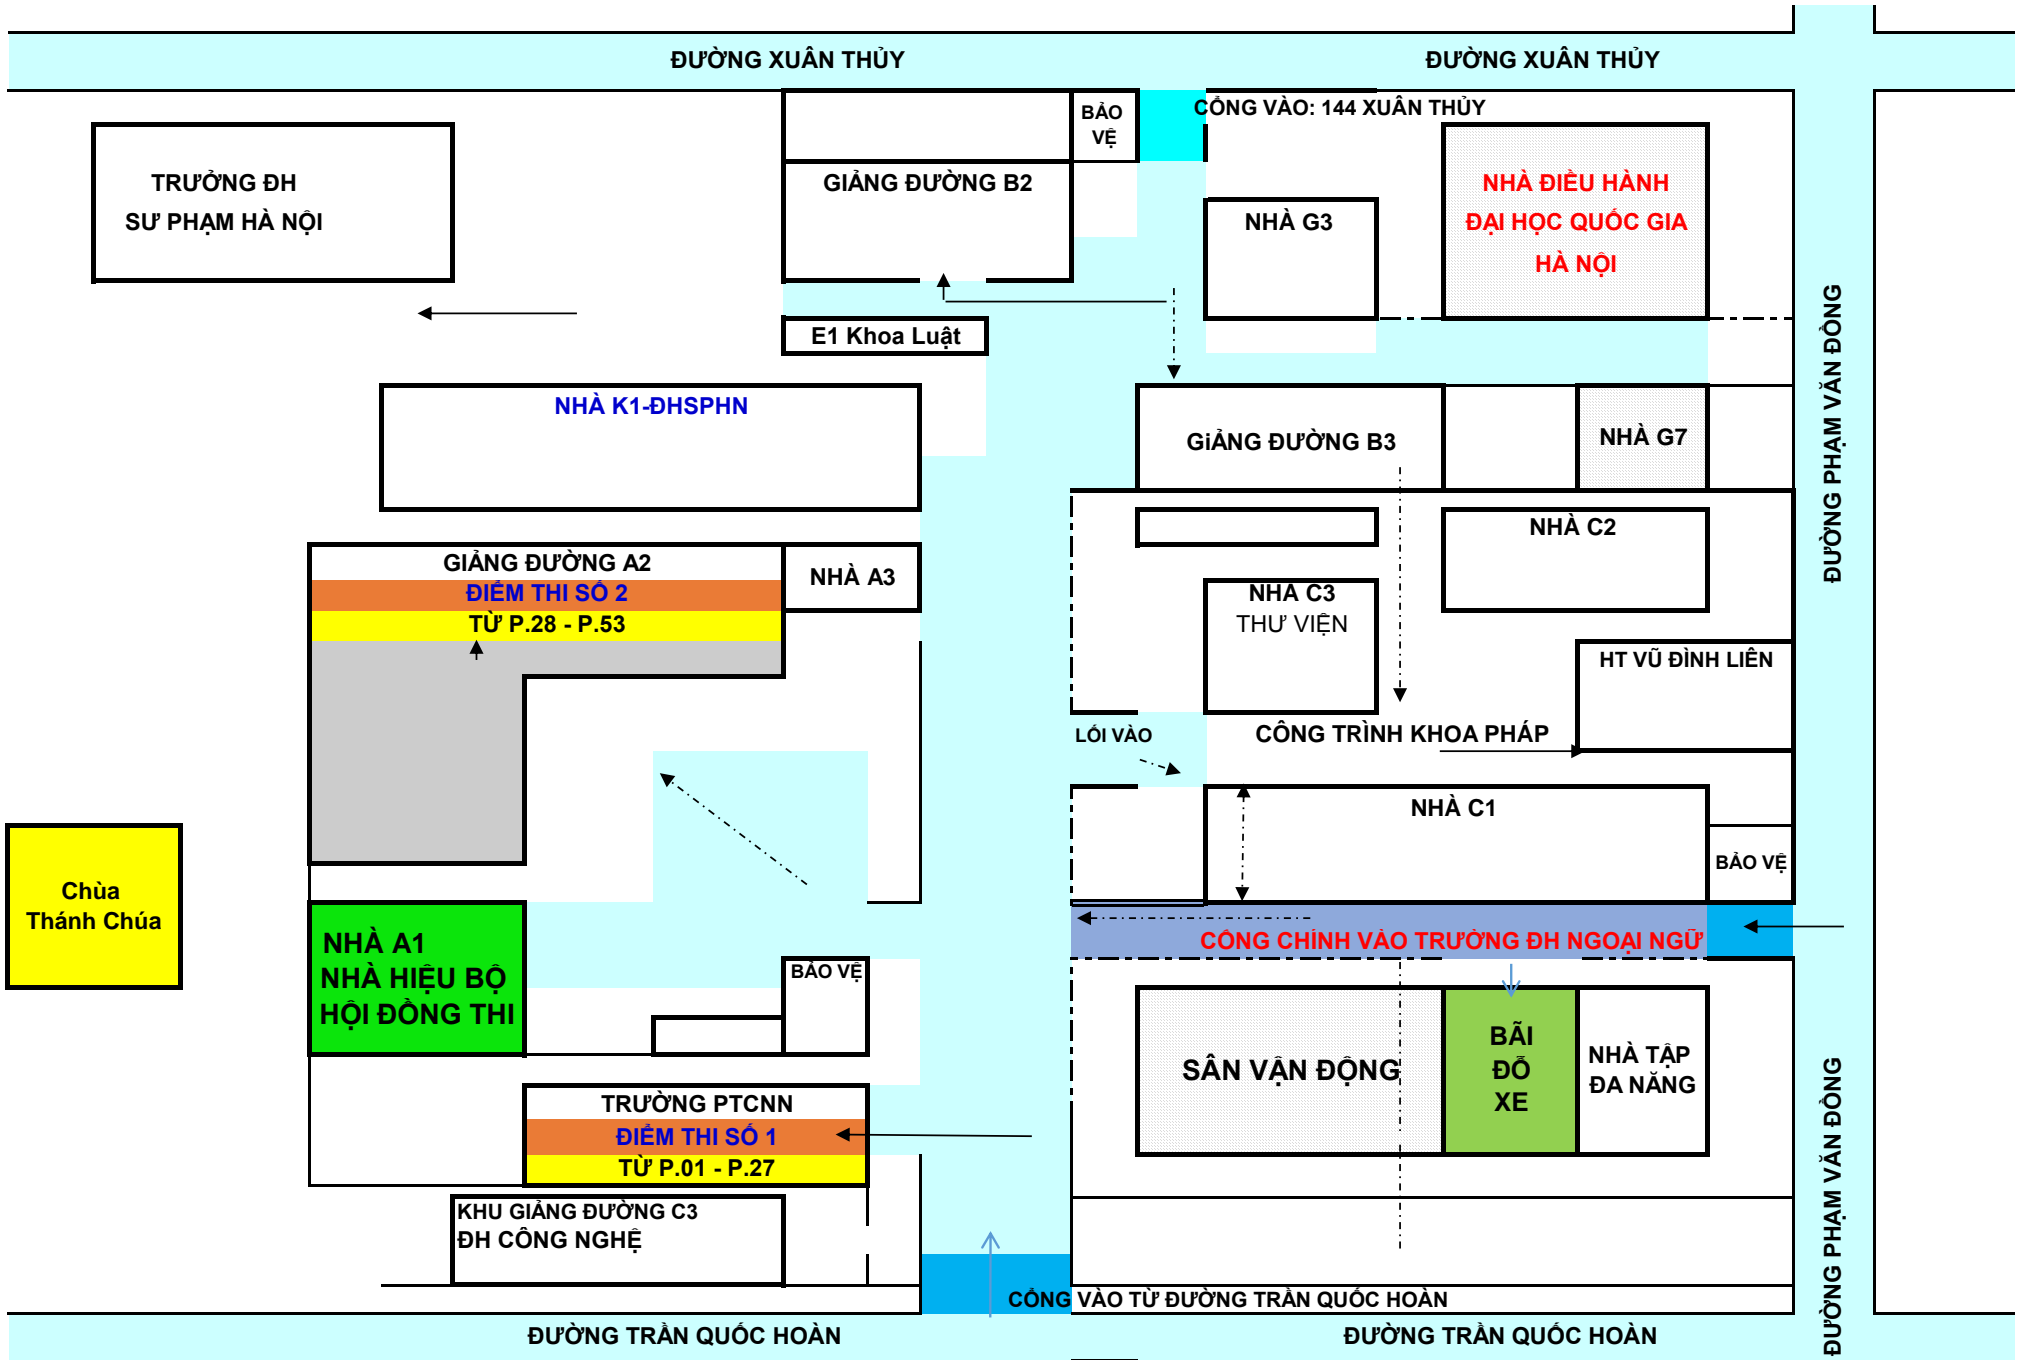 ĐƯỜNG XUÂN THỦY
ĐƯỜNG XUÂN THỦY
BẢO
VỆ
CỔNG VÀO: 144 XUÂN THỦY
TRƯỞNG ĐH
SƯ PHẠM HÀ NỘI
GIẢNG ĐƯỜNG B2
NHÀ G3
NHÀ ĐIỀU HÀNH
ĐẠI HỌC QUỐC GIA
HÀ NỘI
E1 Khoa Luật
ĐƯỜNG PHẠM VĂN ĐỒNG
NHÀ K1-ĐHSPHN
GiẢNG ĐƯỜNG B3
NHÀ G7
GIẢNG ĐƯỜNG A2
ĐIỂM THI SỐ 2
TỪ P.28 - P.53
NHÀ A3
NHÀ C2
NHÀ C3
THƯ VIỆN
HT VŨ ĐÌNH LIÊN
LỐI VÀO
CÔNG TRÌNH KHOA PHÁP
NHÀ C1
BẢO VỆ
Chùa
Thánh Chúa
NHÀ A1
NHÀ HIỆU BỘ
HỘI ĐỒNG THI
CỔNG CHÍNH VÀO TRƯỜNG ĐH NGOẠI NGỮ
BẢO VỆ
SÂN VẬN ĐỘNG
BÃI
ĐỖ
XE
NHÀ TẬP
ĐA NĂNG
TRƯỜNG PTCNN
ĐIỂM THI SỐ 1
TỪ P.01 - P.27
ĐƯỜNG PHẠM VĂN ĐỒNG
KHU GIẢNG ĐƯỜNG C3
ĐH CÔNG NGHỆ
CỔNG VÀO TỪ ĐƯỜNG TRẦN QUỐC HOÀN
ĐƯỜNG TRẦN QUỐC HOÀN
ĐƯỜNG TRẦN QUỐC HOÀN